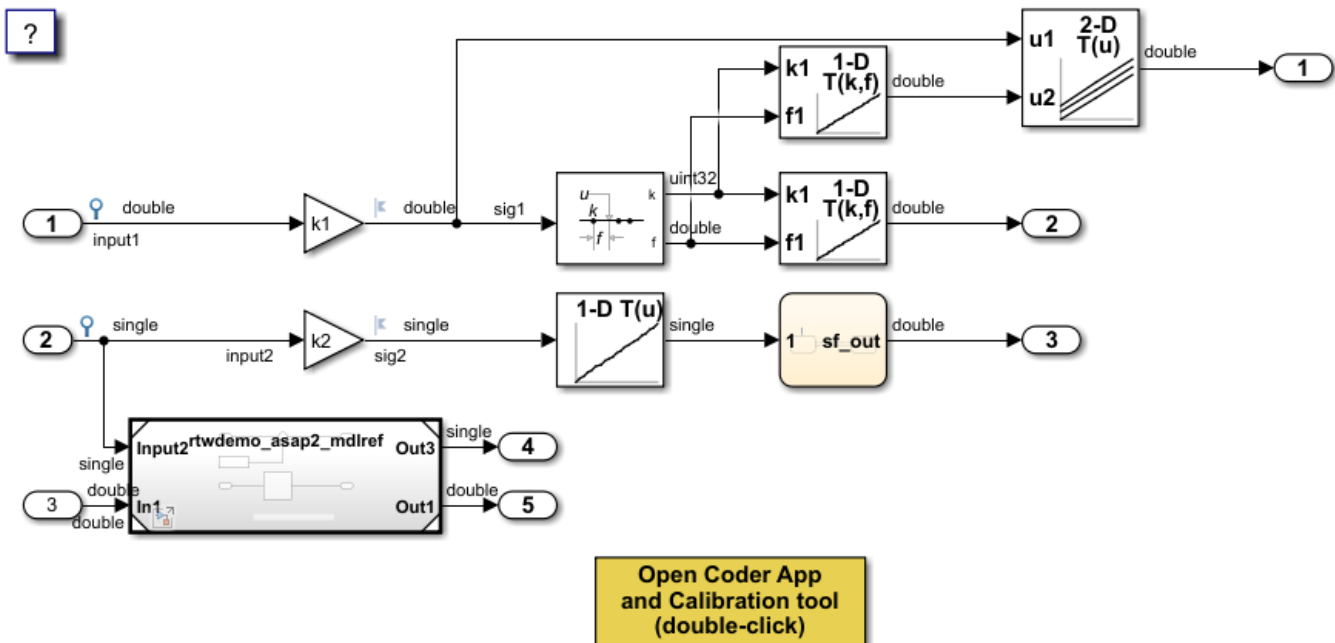 ?
u1
2-D
T(u)
double
u2
1
k1
1-D
T(k,f)
double
f1
1
double
input1
k1
double
sig1
u
k
f
k
uint32
f
double
k1
1-D
T(k,f)
double
f1
2
2
single
input2
k2
single
sig2
1-D T(u)
single
1 sf_out
double
3
Input2
rtwdemo_asap2_mdlref
Out3
single
4
single
3
double
double
In1
Out1
double
5
Open Coder App
and Calibration tool
(double-click)